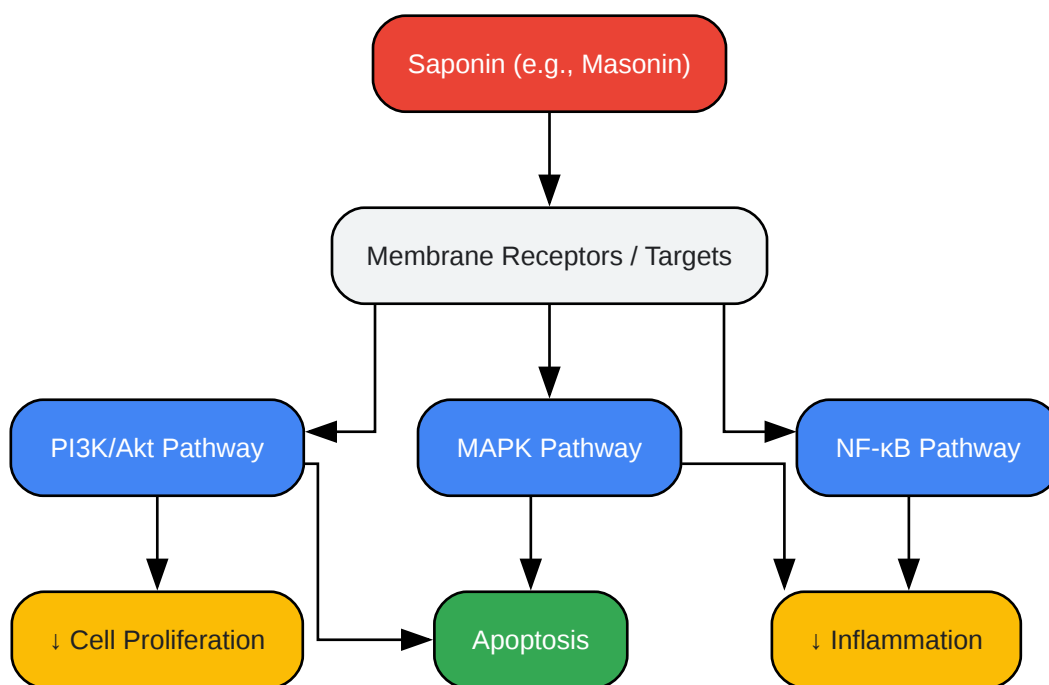 Saponin (e.g., Masonin)
Membrane Receptors / Targets
PI3K/Akt Pathway
MAPK Pathway
NF-κB Pathway
↓ Cell Proliferation
Apoptosis
↓ Inflammation